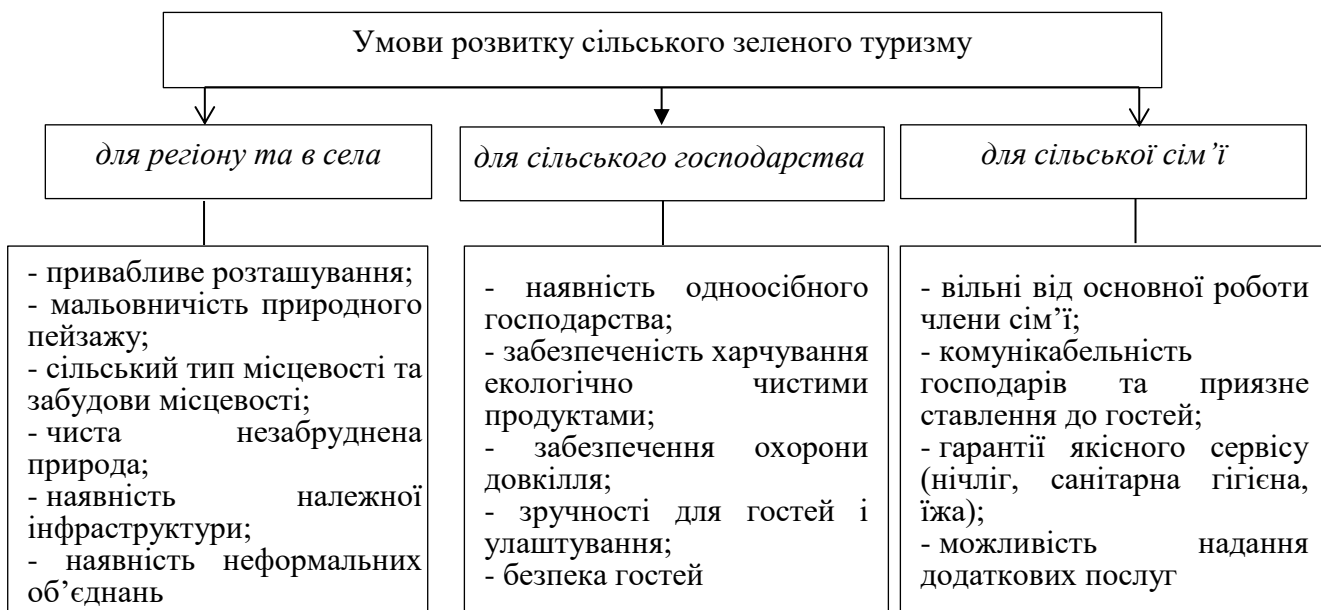 Умови розвитку сільського зеленого туризму
для регіону та в села
для сільського господарства
для сільської сім’ї
- привабливе розташування;
- мальовничість природного
пейзажу;
- сільський тип місцевості та
забудови місцевості;
- чиста незабруднена
природа;
- наявність належної
інфраструктури;
- наявність неформальних
об’єднань
- наявність одноосібного
господарства;
- забезпеченість харчування
екологічно чистими
продуктами;
- забезпечення охорони
довкілля;
- зручності для гостей і
улаштування;
- безпека гостей
- вільні від основної роботи
члени сім’ї;
- комунікабельність
господарів та приязне
ставлення до гостей;
- гарантії якісного сервісу
(нічліг, санітарна гігієна,
їжа);
- можливість надання
додаткових послуг